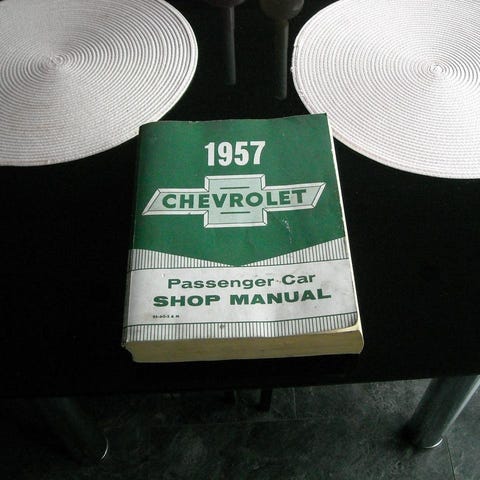 1957
CHEVROLET
Passenger Car
SHOP MANUAL